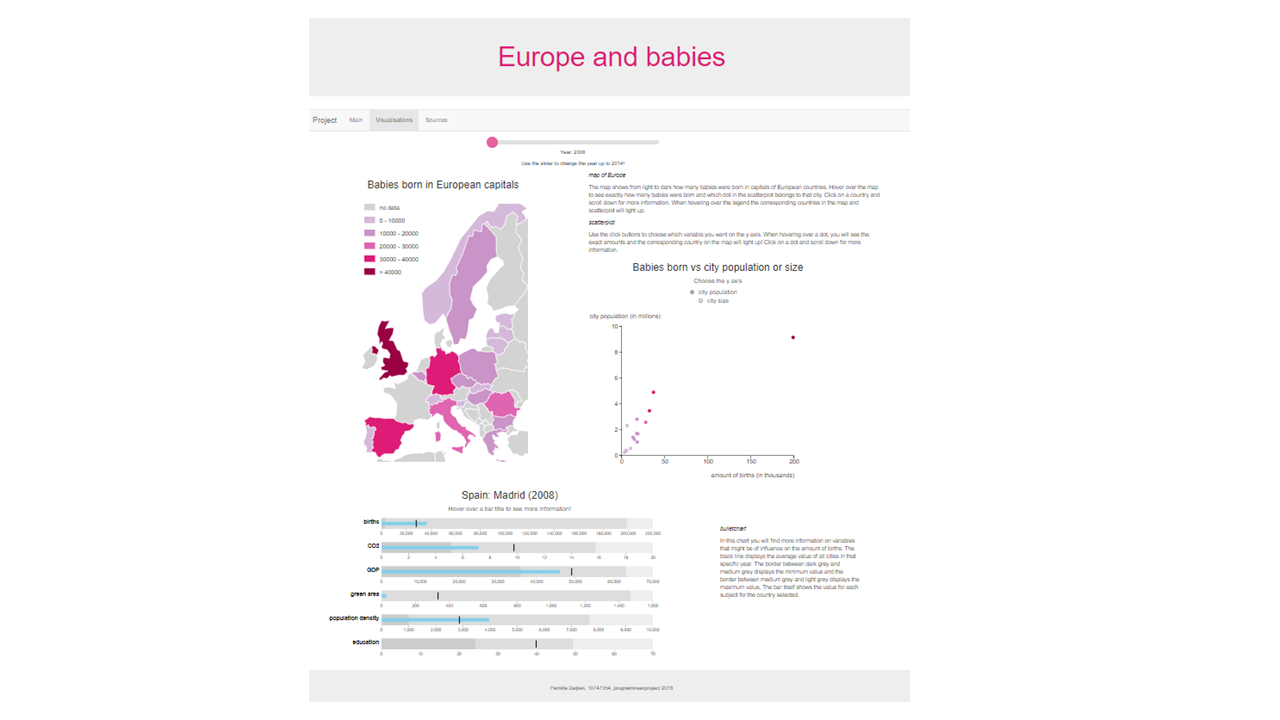 Europe and babies
Project Main Visualisations Sources
Year: 2008
Use the slider to change the year up to 2014!
map of Europe
The map shows from light to dark how many babies were born in capitals of European countries. Hover over the map
to see exactly how many babies were born and which dot in the scatterplot belongs to that city. Click on a country and
scroll down for more information. When hovering over the legend the corresponding countries in the map and
scatterplot will light up.
scatterplot
Use the click buttons to choose which variable you want on the y axis. When hovering over a dot, you will see the
exact amounts and the corresponding country on the map will light up! Click on a dot and scroll down for more
information.
Babies born in European capitals
no data
0 - 10000
10000 - 20000
20000 - 30000
30000 - 40000
> 40000
Babies born vs city population or size
Choose the y axis
city population
city size
city population (in millions)
10
8
6
4
2
0
0 50 100 150 200
amount of births (in thousands)
Spain: Madrid (2008)
Hover over a bar title to see more information!
births
0 20,000 40,000 60,000 80,000 100,000 120,000 140,000 160,000 180,000 200,000 220,000
CO2
0 2 4 6 8 10 12 14 16 18 20
GDP
0 10,000 20,000 30,000 40,000 50,000 60,000 70,000
green area
0 200 400 600 800 1,000 1,200 1,400 1,600
population density
0 1,000 2,000 3,000 4,000 5,000 6,000 7,000 8,000 9,000 10,000
education
0 10 20 30 40 50 60 70
bulletchart
In this chart you will find more information on variables
that might be of influence on the amount of births. The
black line displays the average value of all cities in that
specific year. The border between dark grey and
medium grey displays the minimum value and the
border between medium grey and light grey displays the
maximum value. The bar itself shows the value for each
subject for the country selected.
programmeerproject 2018